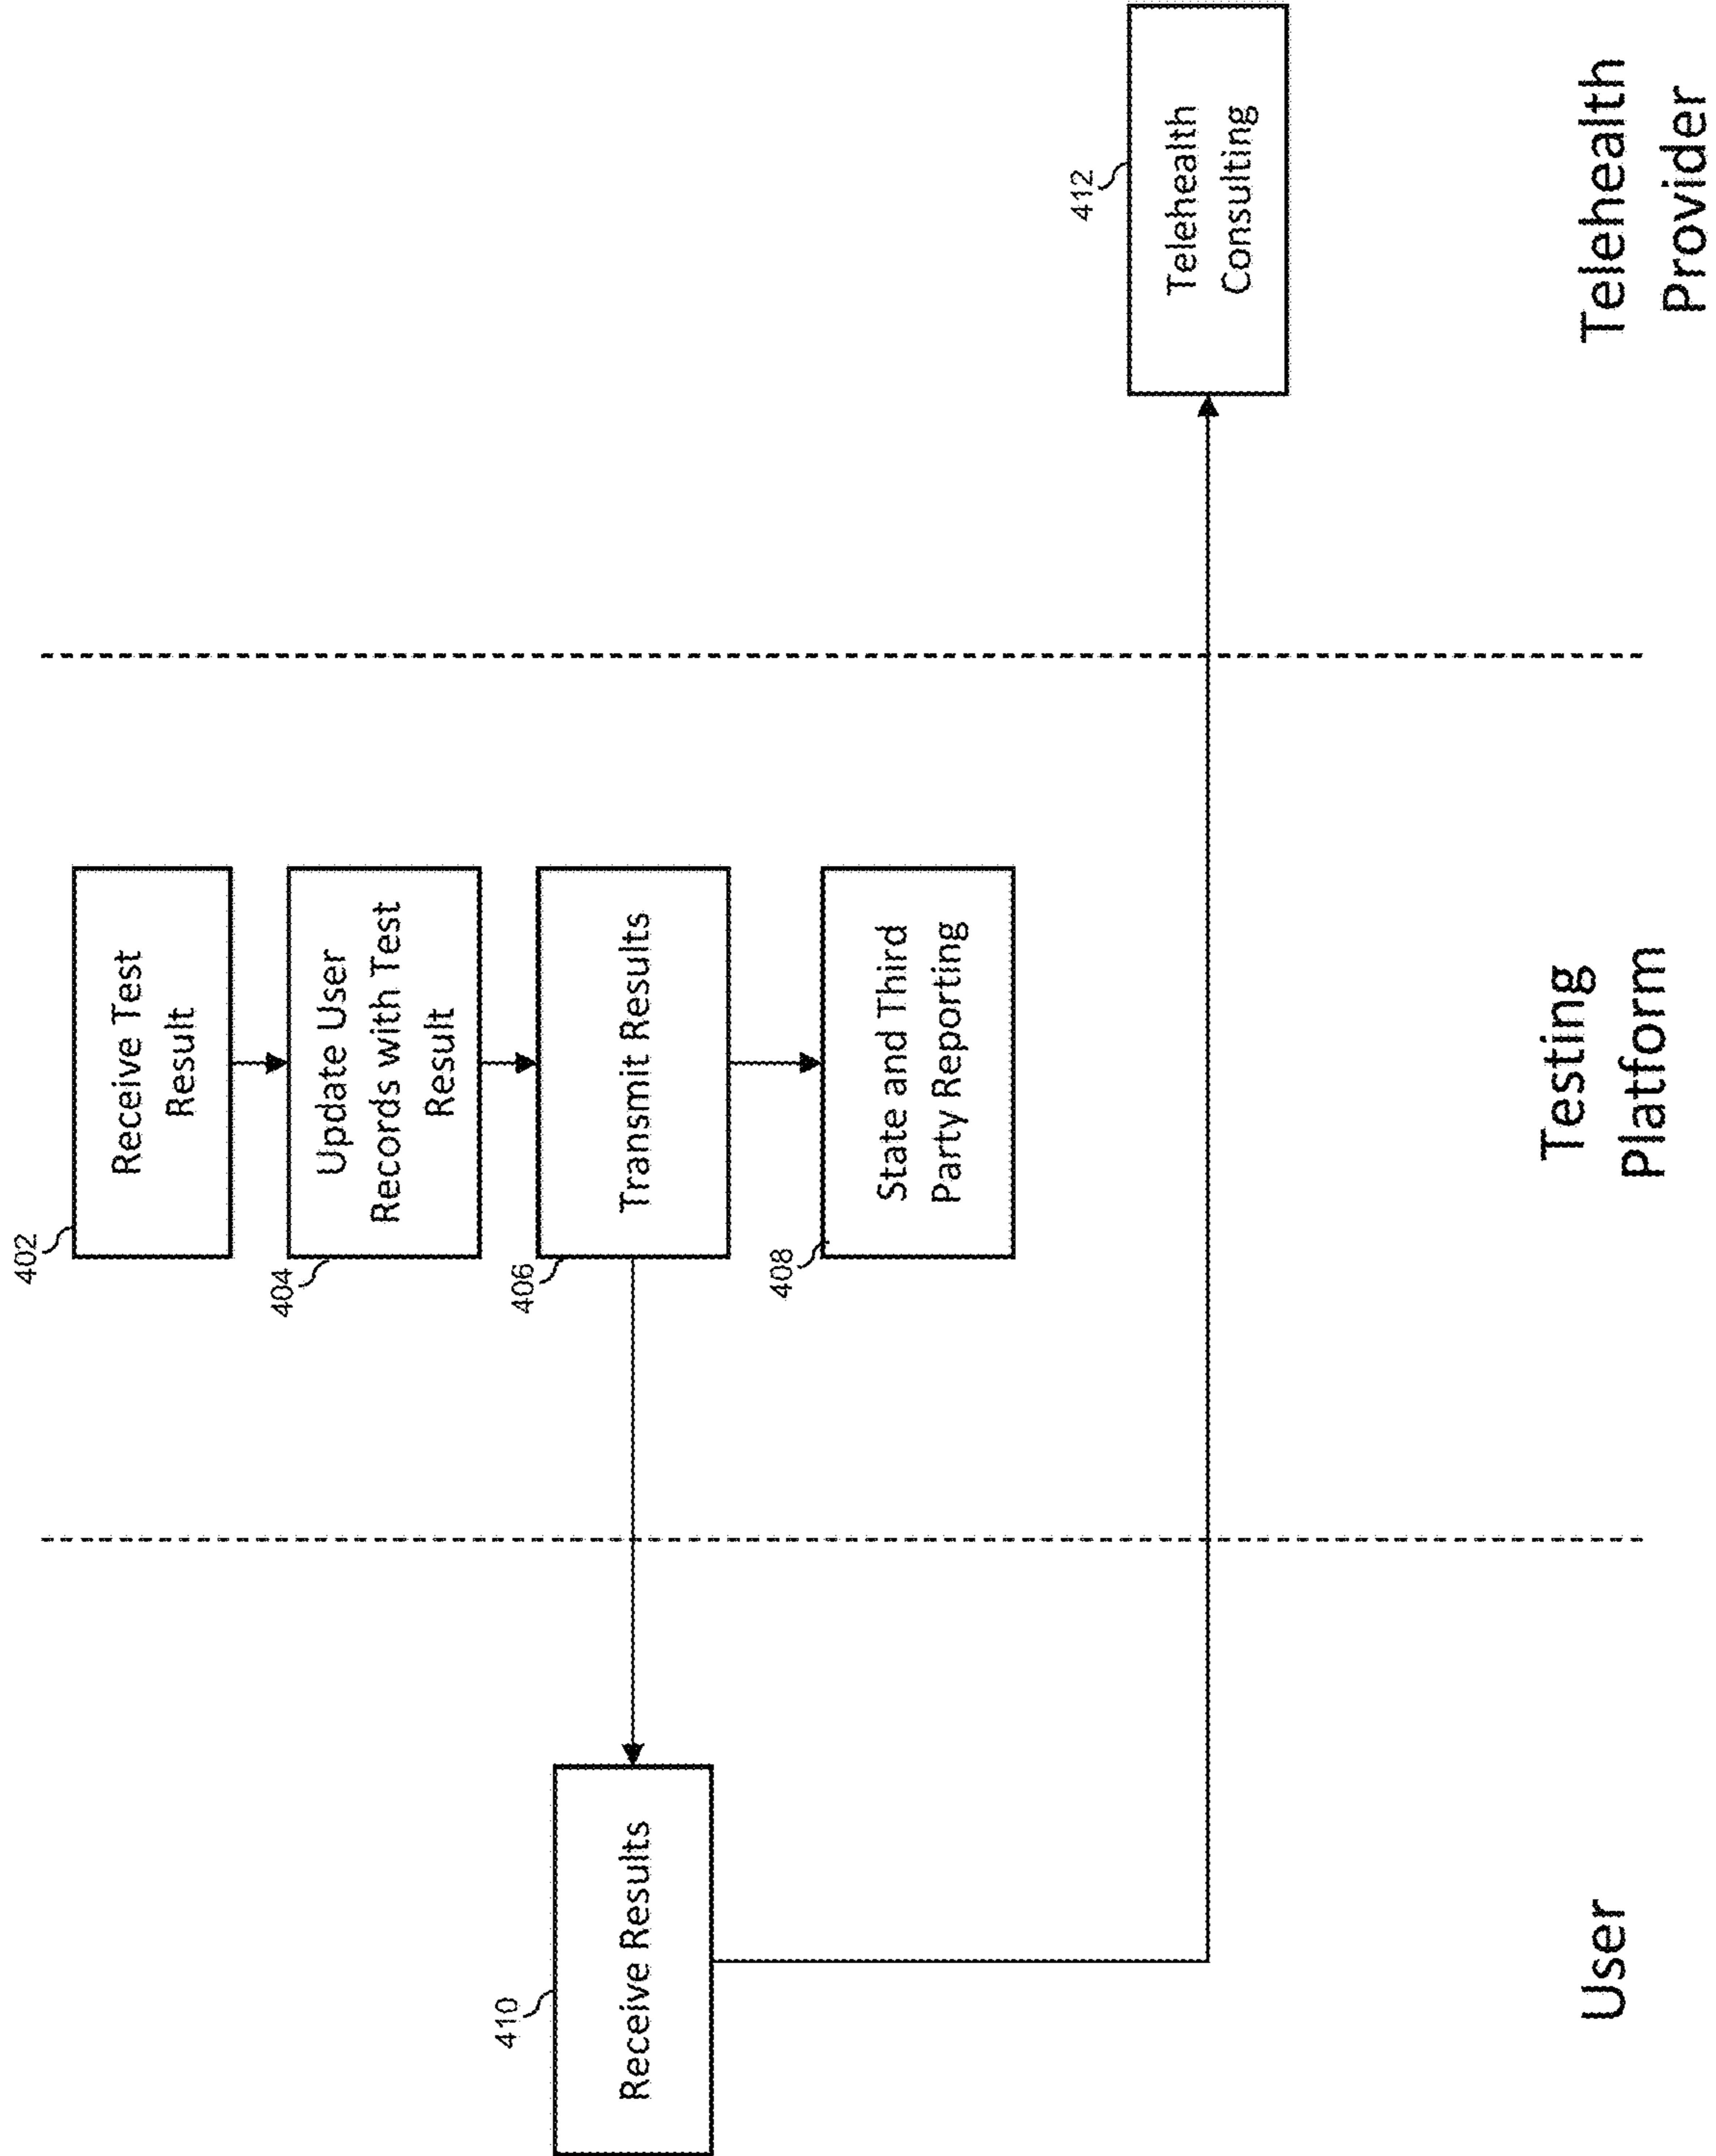 402
Receive Test
Result
404
Update User
Records with Test
Result
406
Transmit Results
408
State and Third
Party Reporting
410
Receive Results
412
Telehealth
Consulting
User
Testing
Platform
Telehealth
Provider